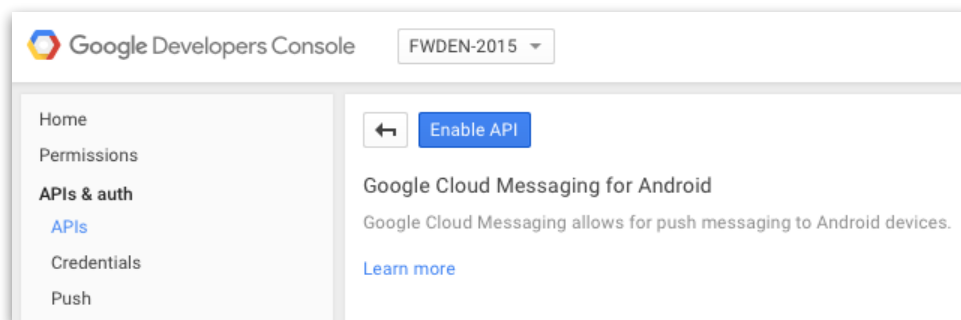 Google Developers Console
FWDEN-2015
Home
Permissions
APIs & auth
APIs
Credentials
Push
Enable API
Google Cloud Messaging for Android
Google Cloud Messaging allows for push messaging to Android devices.
Learn more